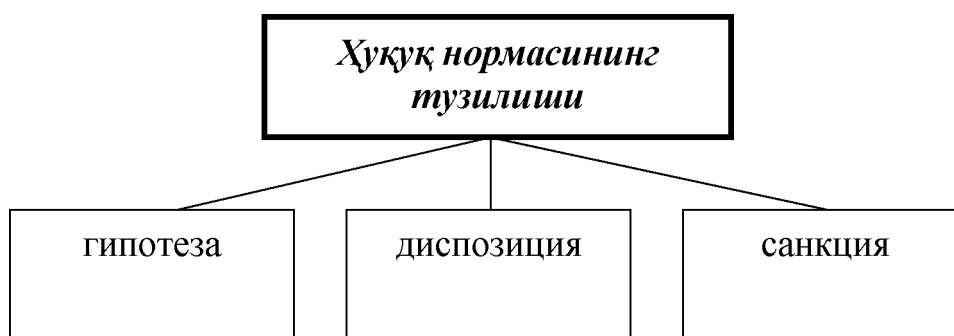 Ҳуқуқ нормасининг
тузилиши
гипотеза
диспозиция
санкция